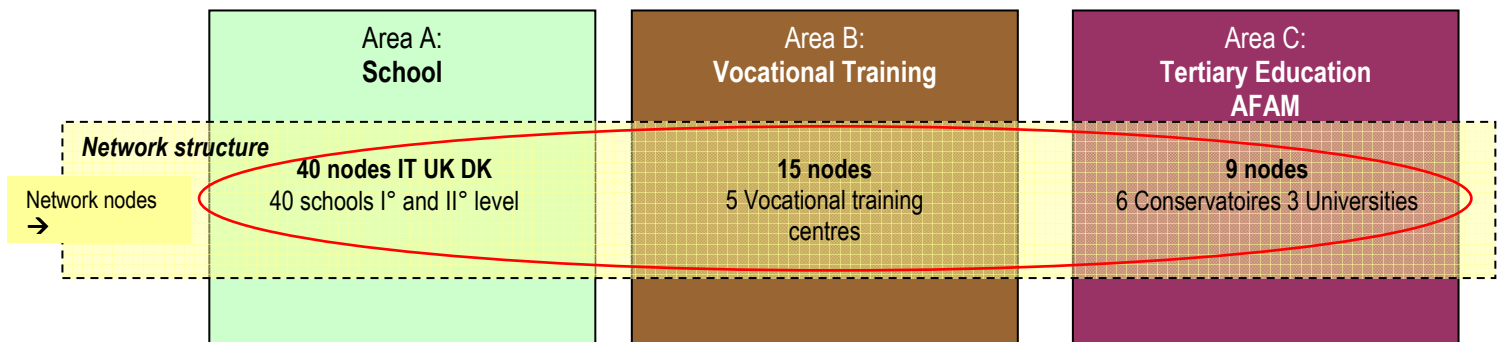 Area A:
School
Area B:
Vocational Training
Area C:
Tertiary Education
AFAM
Network structure
Network nodes
➔
40 nodes IT UK DK
40 schools I° and II° level
15 nodes
5 Vocational training
centres
9 nodes
6 Conservatoires 3 Universities